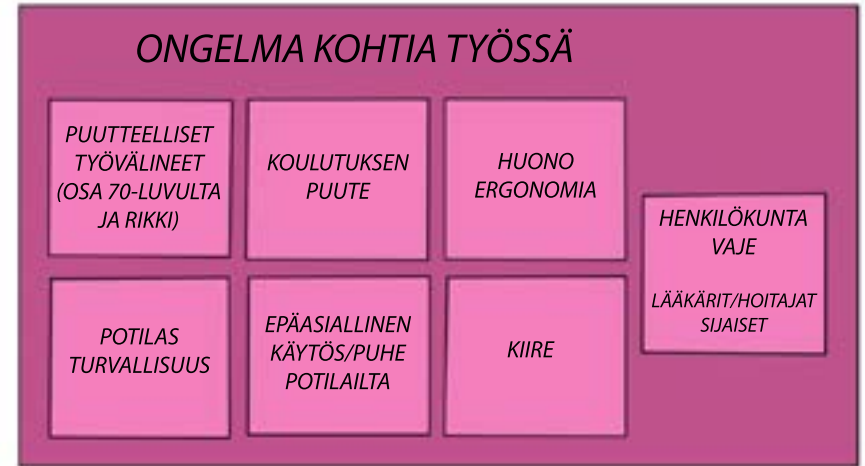 ONGELMA KOHTIA TYÖSSÄ
PUUTTEELLISET
TYÖVÄLINEET
(OSA 70-LUVULTA
JA RIKKI)
KOULUTUKSEN
PUUTE
HUONO
ERGONOMIA
HENKILÖKUNTA
VAJE
LÄÄKÄRIT/HOITAJAT
SIJAISET
POTILAS
TURVALLISUUS
EPÄASIALLINEN
KÄYTÖS/PUHE
POTILAILTA
KIIRE